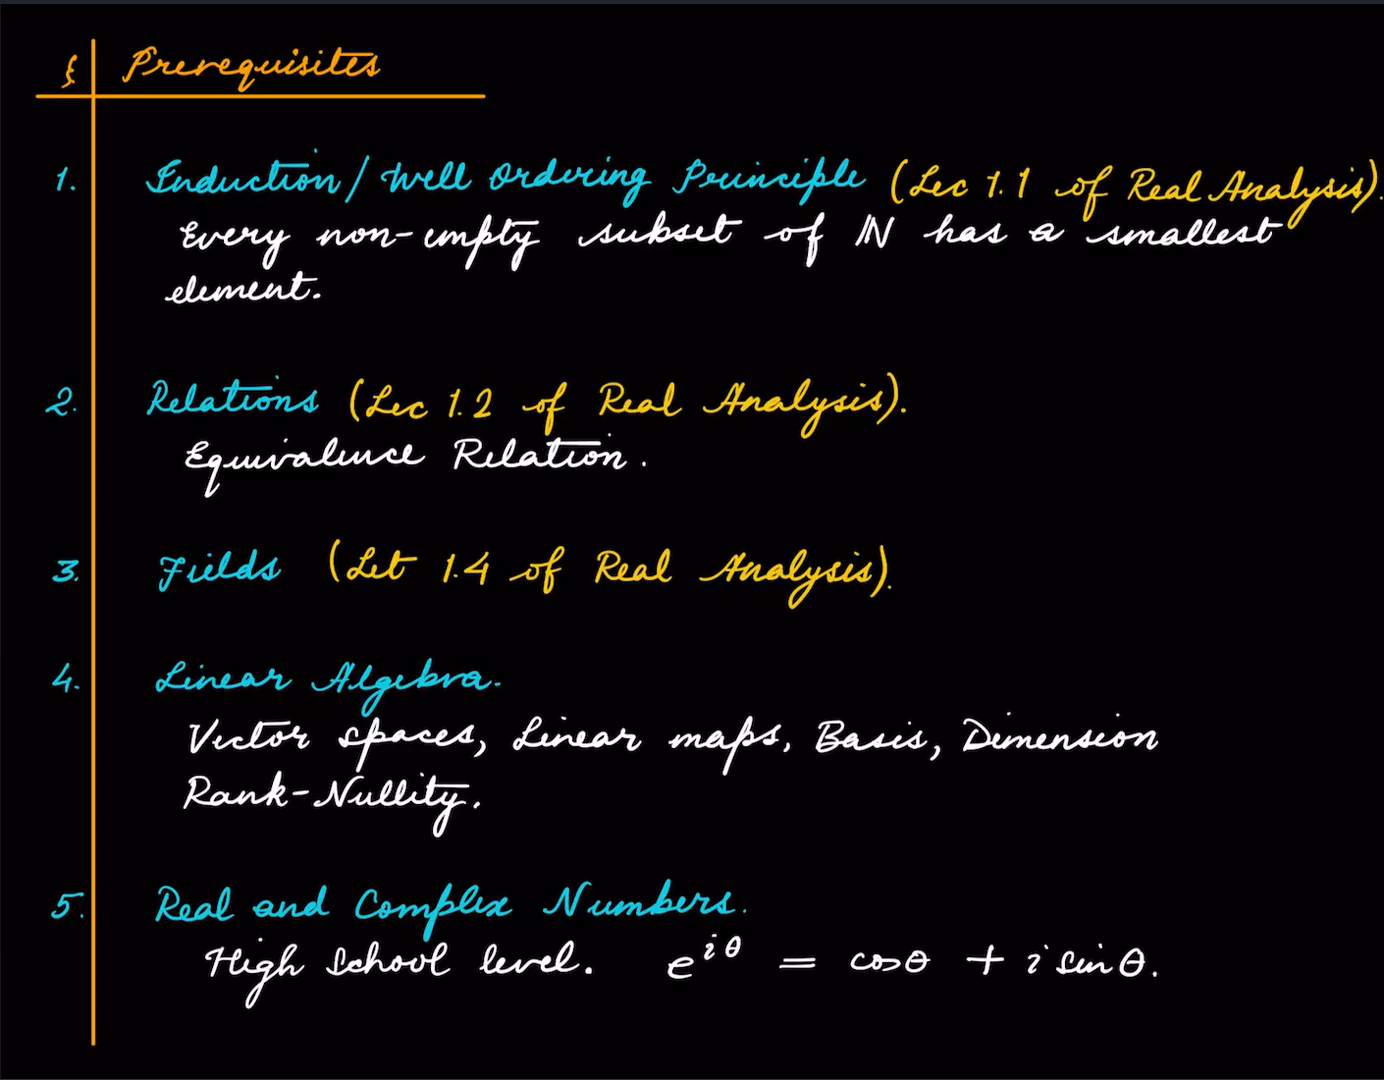 § Prerequisites
1. Induction/Well Ordering Principle (Lec 1.1 of Real Analysis).
Every non-empty subset of ℕ has a smallest
element.
2. Relations (Lec 1.2 of Real Analysis).
Equivalence Relation.
3. Fields (Let 1.4 of Real Analysis).
4. Linear Algebra.
Vector spaces, Linear maps, Basis, Dimension
Rank-Nullity.
5. Real and Complex Numbers.
High School level. e^{iθ} = cosθ + i sinθ.